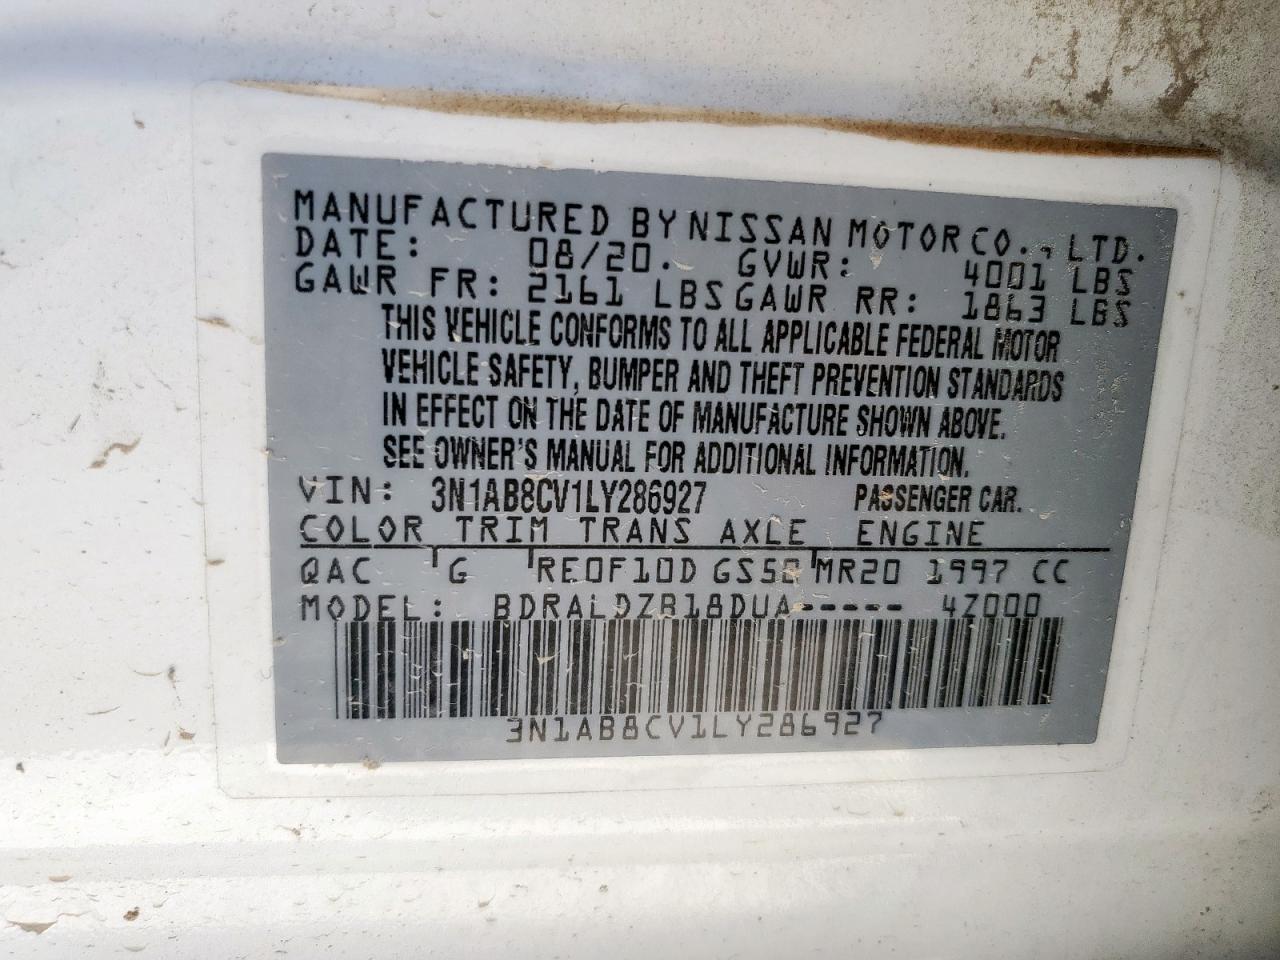 MANUFACTURED BY NISSAN MOTOR CO., LTD.
DATE: 08/20. GVWR: 4001 LBS
GAWR FR: 2161 LBS GAWR RR: 1863 LBS
THIS VEHICLE CONFORMS TO ALL APPLICABLE FEDERAL MOTOR
VEHICLE SAFETY, BUMPER AND THEFT PREVENTION STANDARDS
IN EFFECT ON THE DATE OF MANUFACTURE SHOWN ABOVE.
SEE OWNER'S MANUAL FOR ADDITIONAL INFORMATION.
VIN: 3N1AB8CV1LY286927 PASSENGER CAR.
COLOR TRIM TRANS AXLE ENGINE
QAC G RE0F10D MR20 1997 CC
MODEL: BDRALDZB18DUA----- 4Z000
3N1AB8CV1LY286927